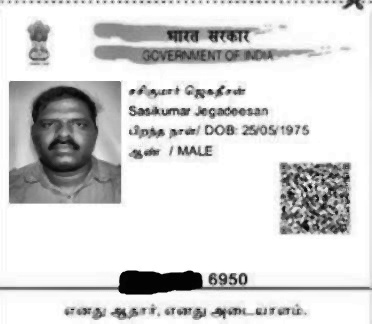 भारत सरकार
GOVERNMENT OF INDIA
சசிகுமார் ஜெகதீசன்
Sasikumar Jegadeesan
பிறந்த நாள்/ DOB: 25/05/1975
ஆண் / MALE
6950
எனது ஆதார், எனது அடையாளம்.